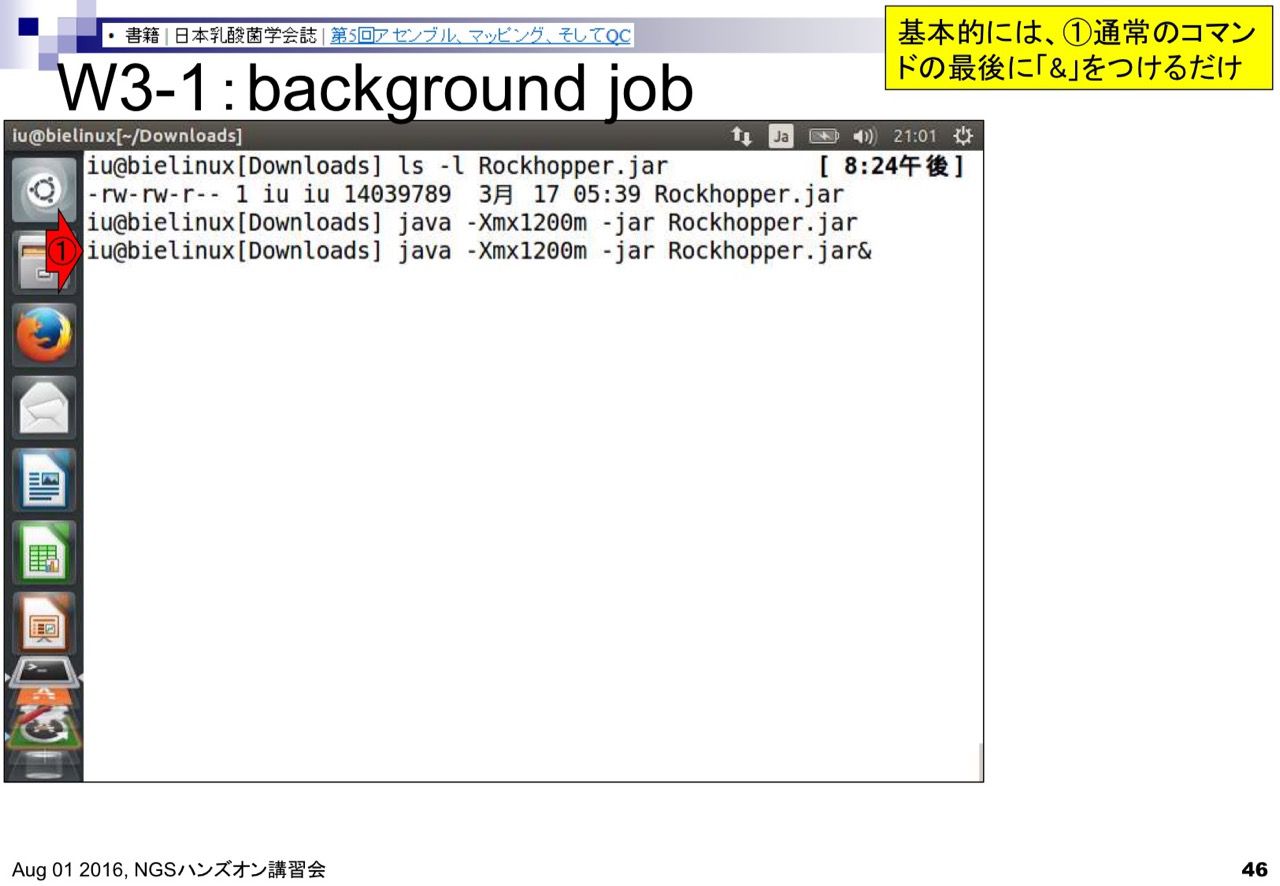 • 書籍 | 日本乳酸菌学会誌 | 第5回アセンブル、マッピング、そしてQC
基本的には、①通常のコマン
ドの最後に「&」をつけるだけ
W3-1:background job
iu@bielinux[~/Downloads]
Ja
21:01
iu@bielinux[Downloads] ls -l Rockhopper.jar [ 8:24午後]
-rw-rw-r-- 1 iu iu 14039789 3月 17 05:39 Rockhopper.jar
iu@bielinux[Downloads] java -Xmx1200m -jar Rockhopper.jar
①
iu@bielinux[Downloads] java -Xmx1200m -jar Rockhopper.jar&
Aug 01 2016, NGSハンズオン講習会
46